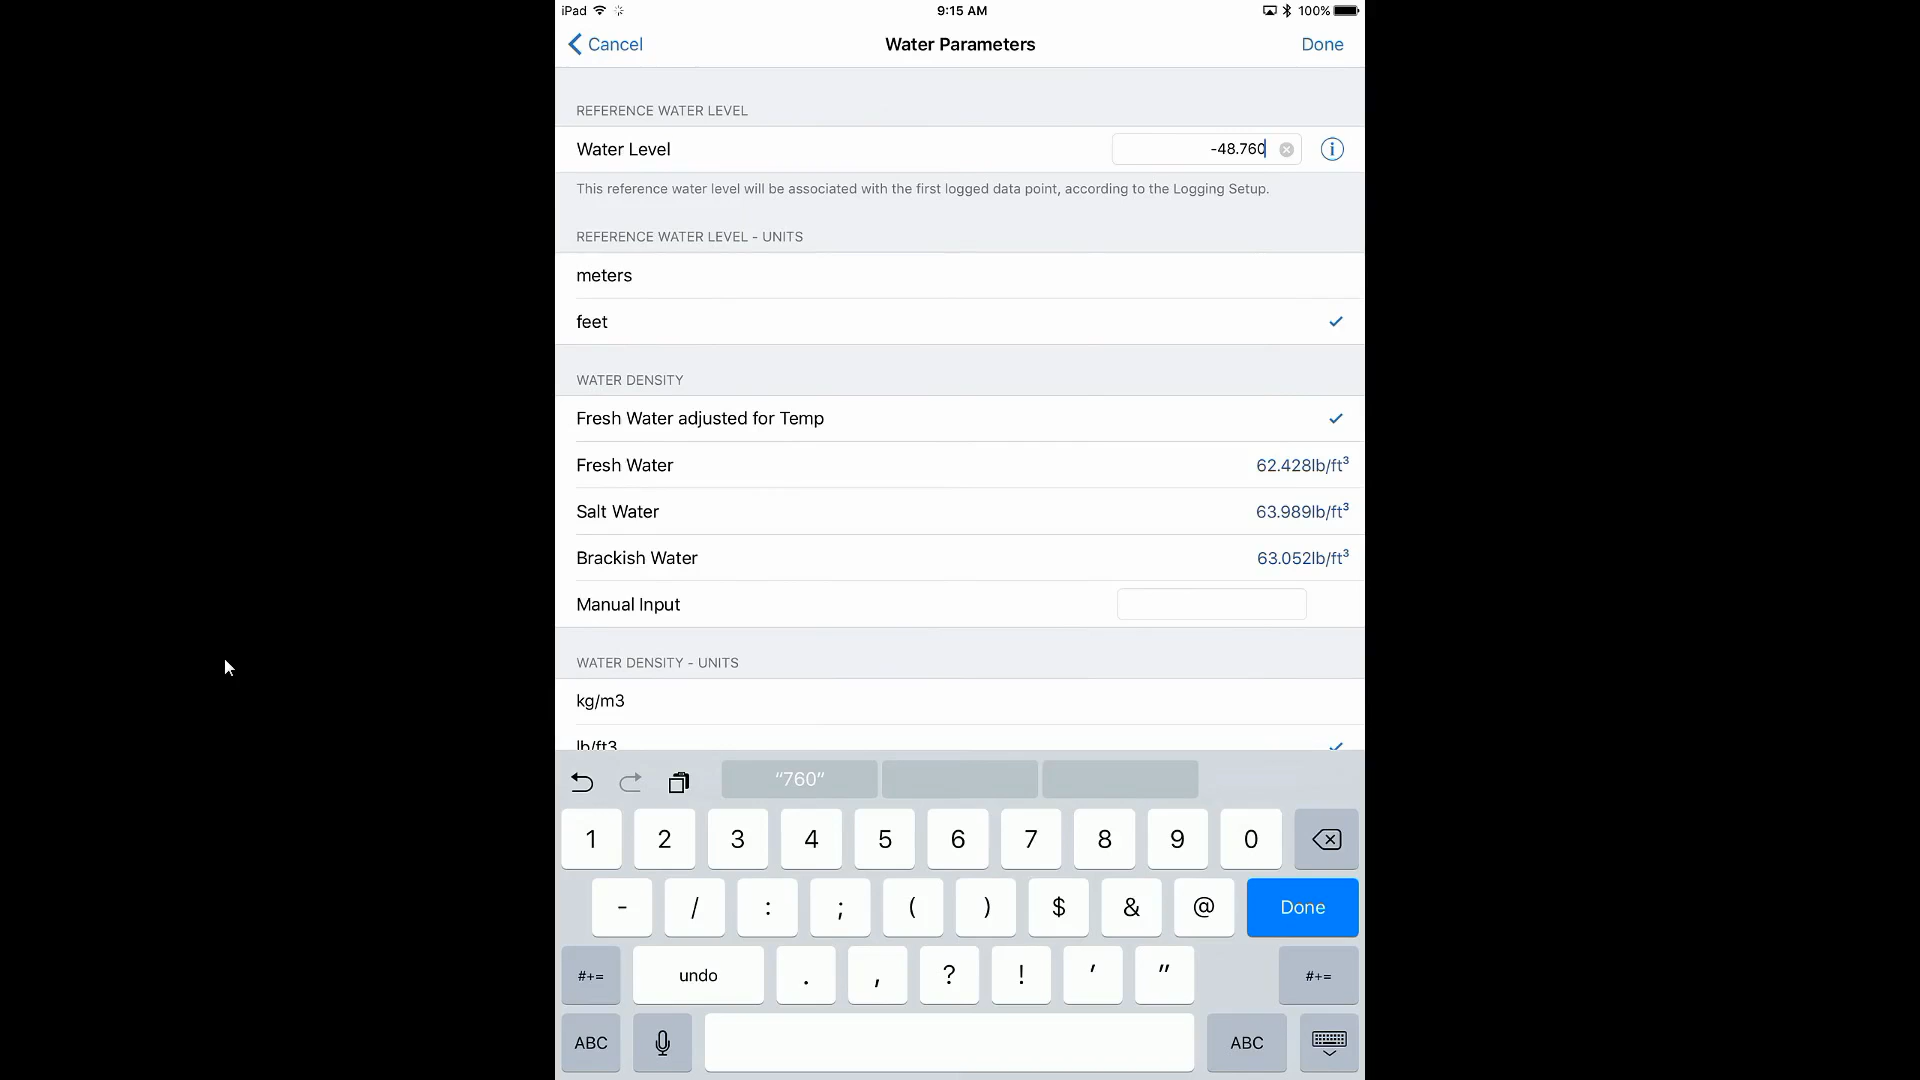 iPad 9:15 AM 100%
Cancel Water Parameters Done
REFERENCE WATER LEVEL
Water Level -48.760
This reference water level will be associated with the first logged data point, according to the Logging Setup.
REFERENCE WATER LEVEL - UNITS
meters
feet
WATER DENSITY
Fresh Water adjusted for Temp
Fresh Water 62.428lb/ft³
Salt Water 63.989lb/ft³
Brackish Water 63.052lb/ft³
Manual Input
WATER DENSITY - UNITS
kg/m3
lb/ft3
“760”
1 2 3 4 5 6 7 8 9 0
- / : ; ( ) $ & @ Done
#+= undo . , ? ! ' " #+=
ABC ABC